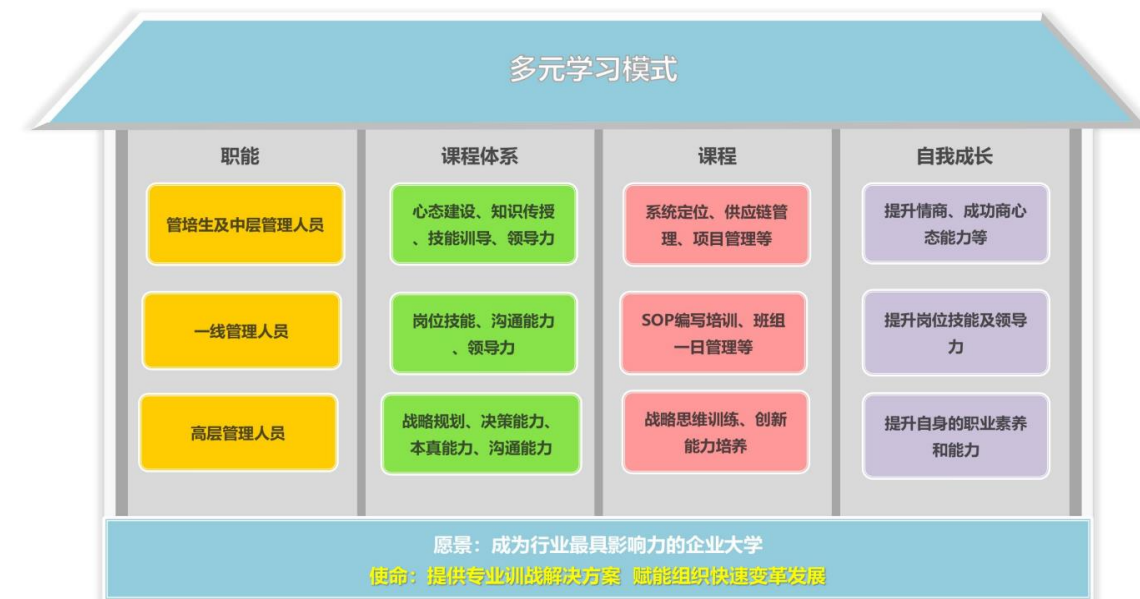 多元学习模式
职能
课程体系
课程
自我成长
管培生及中层管理人员
心态建设、知识传授
、技能训导、领导力
系统定位、供应链管
理、项目管理等
提升情商、成功商心
态能力等
一线管理人员
岗位技能、沟通能力
、领导力
SOP编写培训、班组
一日管理等
提升岗位技能及领导
力
高层管理人员
战略规划、决策能力、
本真能力、沟通能力
战略思维训练、创新
能力培养
提升自身的职业素养
和能力
愿景：成为行业最具影响力的企业大学
使命：提供专业训战解决方案 赋能组织快速变革发展